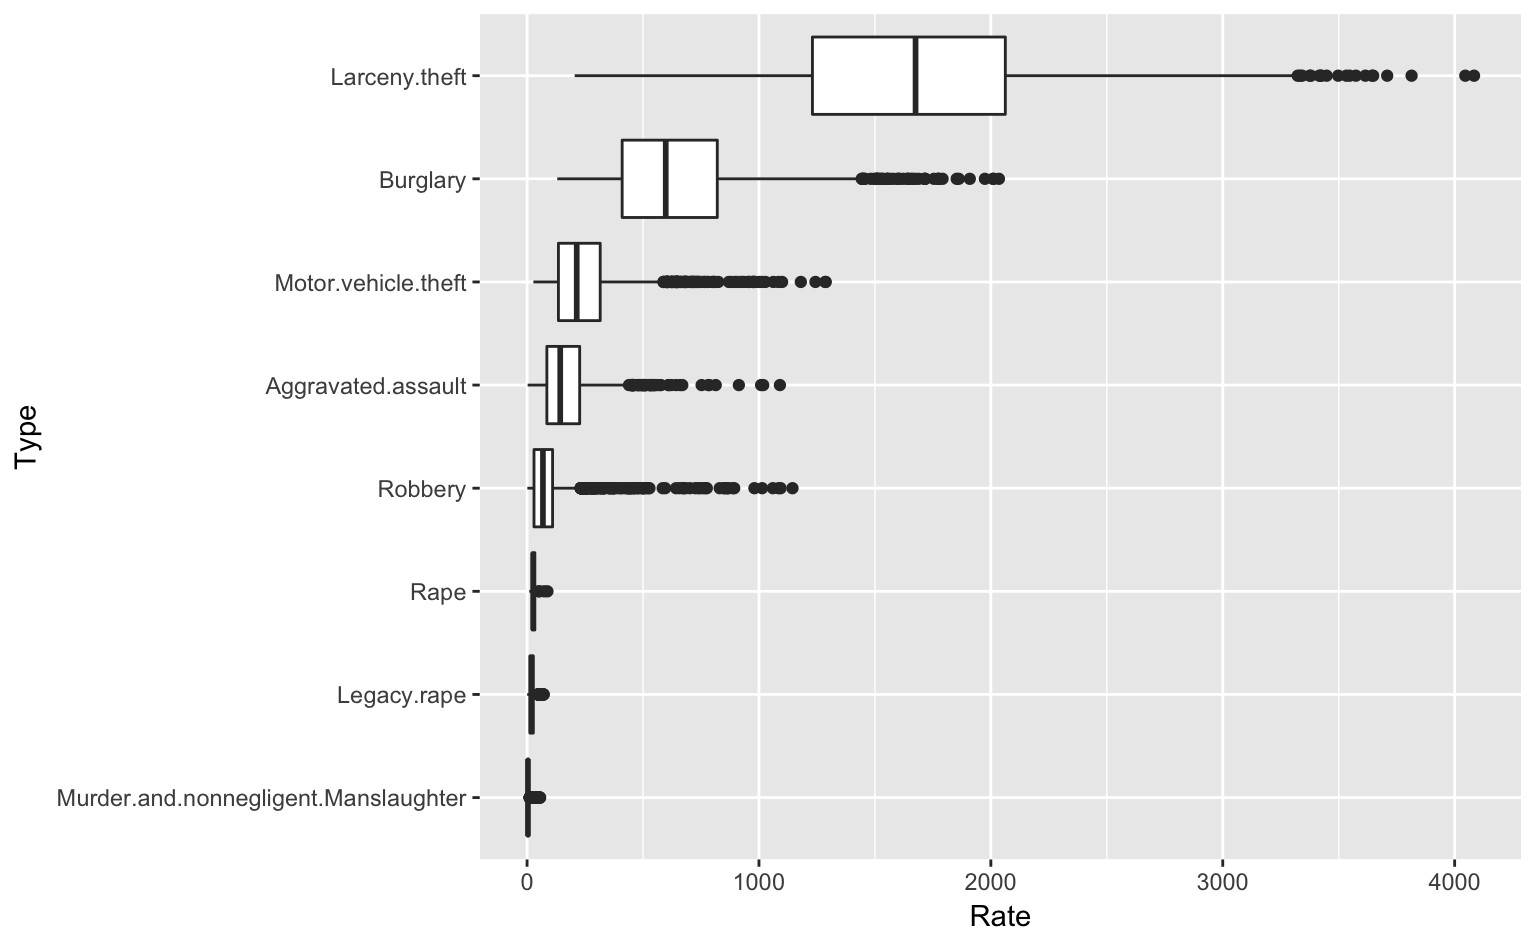 Larceny.theft
Burglary
Motor.vehicle.theft
Aggravated.assault
Type
Robbery
Rape
Legacy.rape
Murder.and.nonnegligent.Manslaughter
0 1000 2000 3000 4000
Rate